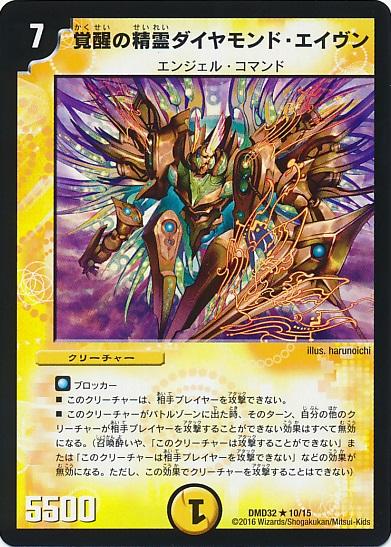 7
かくせい せいれい
覚醒の精霊ダイヤモンド・エイヴン
エンジェル・コマンド
illus. harunoichi
クリーチャー
ブロッカー
■このクリーチャーは、相手プレイヤーを攻撃できない。
■このクリーチャーがバトルゾーンに出た時、そのターン、自分の他のク
リーチャーが相手プレイヤーを攻撃することができない効果はすべて無効
になる。(召喚酔いや、「このクリーチャーは攻撃することができない」または
「このクリーチャーは相手プレイヤーを攻撃することができない」などの効果が
無効になる。ただし、この効果でクリーチャーを攻撃することはできない)
5500
1
DMD32 ★ 10/15
©2016 Wizards/Shogakukan/Mitsui-Kids